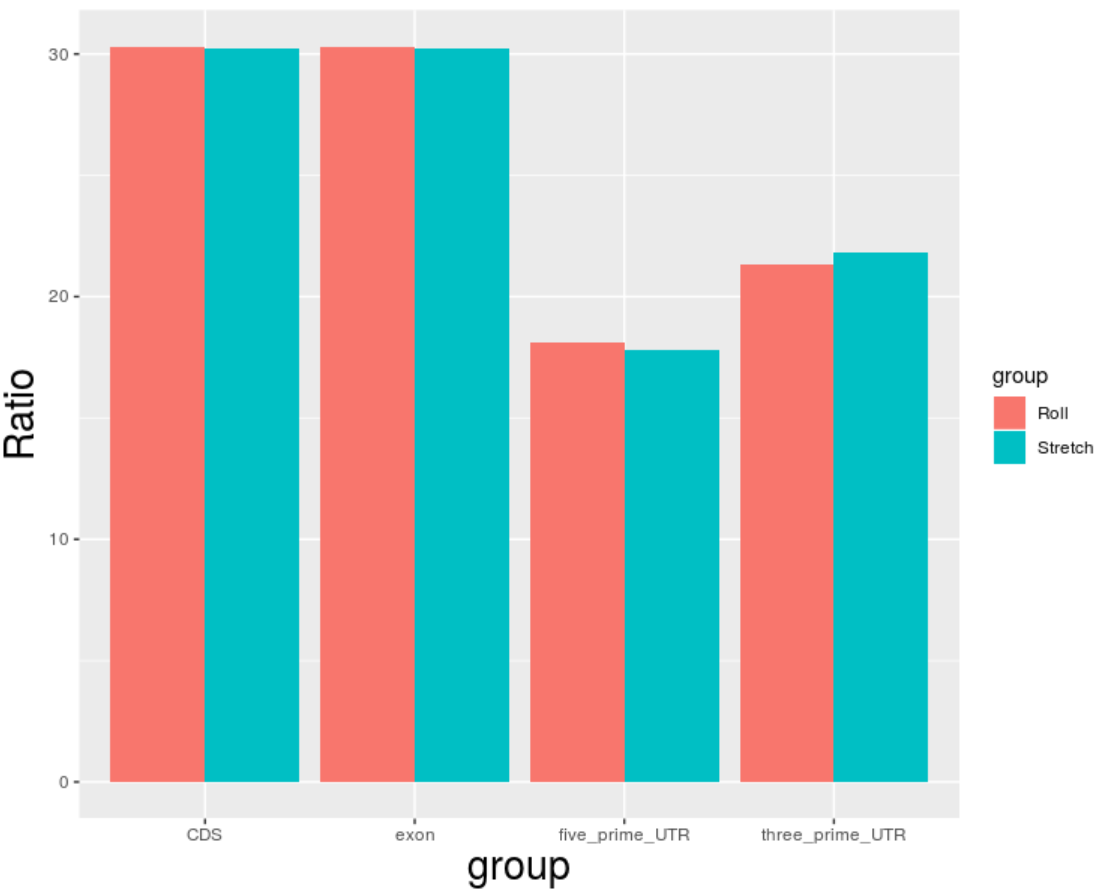 30
20
10
0
Ratio
CDS
exon
five_prime_UTR
three_prime_UTR
group
group
Roll
Stretch